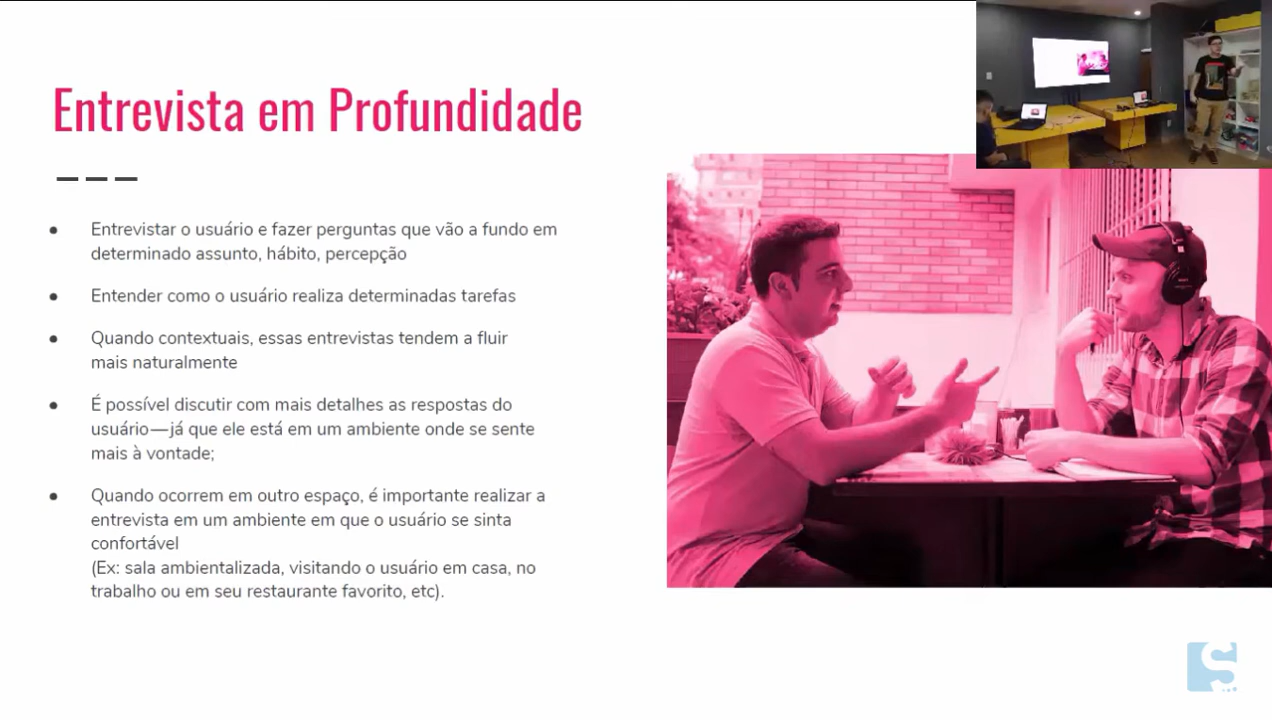 Entrevista em Profundidade
● Entrevistar o usuário e fazer perguntas que vão a fundo em
determinado assunto, hábito, percepção
● Entender como o usuário realiza determinadas tarefas
● Quando contextuais, essas entrevistas tendem a fluir
mais naturalmente
● É possível discutir com mais detalhes as respostas do
usuário—já que ele está em um ambiente onde se sente
mais à vontade;
● Quando ocorrem em outro espaço, é importante realizar a
entrevista em um ambiente em que o usuário se sinta
confortável
(Ex: sala ambientalizada, visitando o usuário em casa, no
trabalho ou em seu restaurante favorito, etc).
S